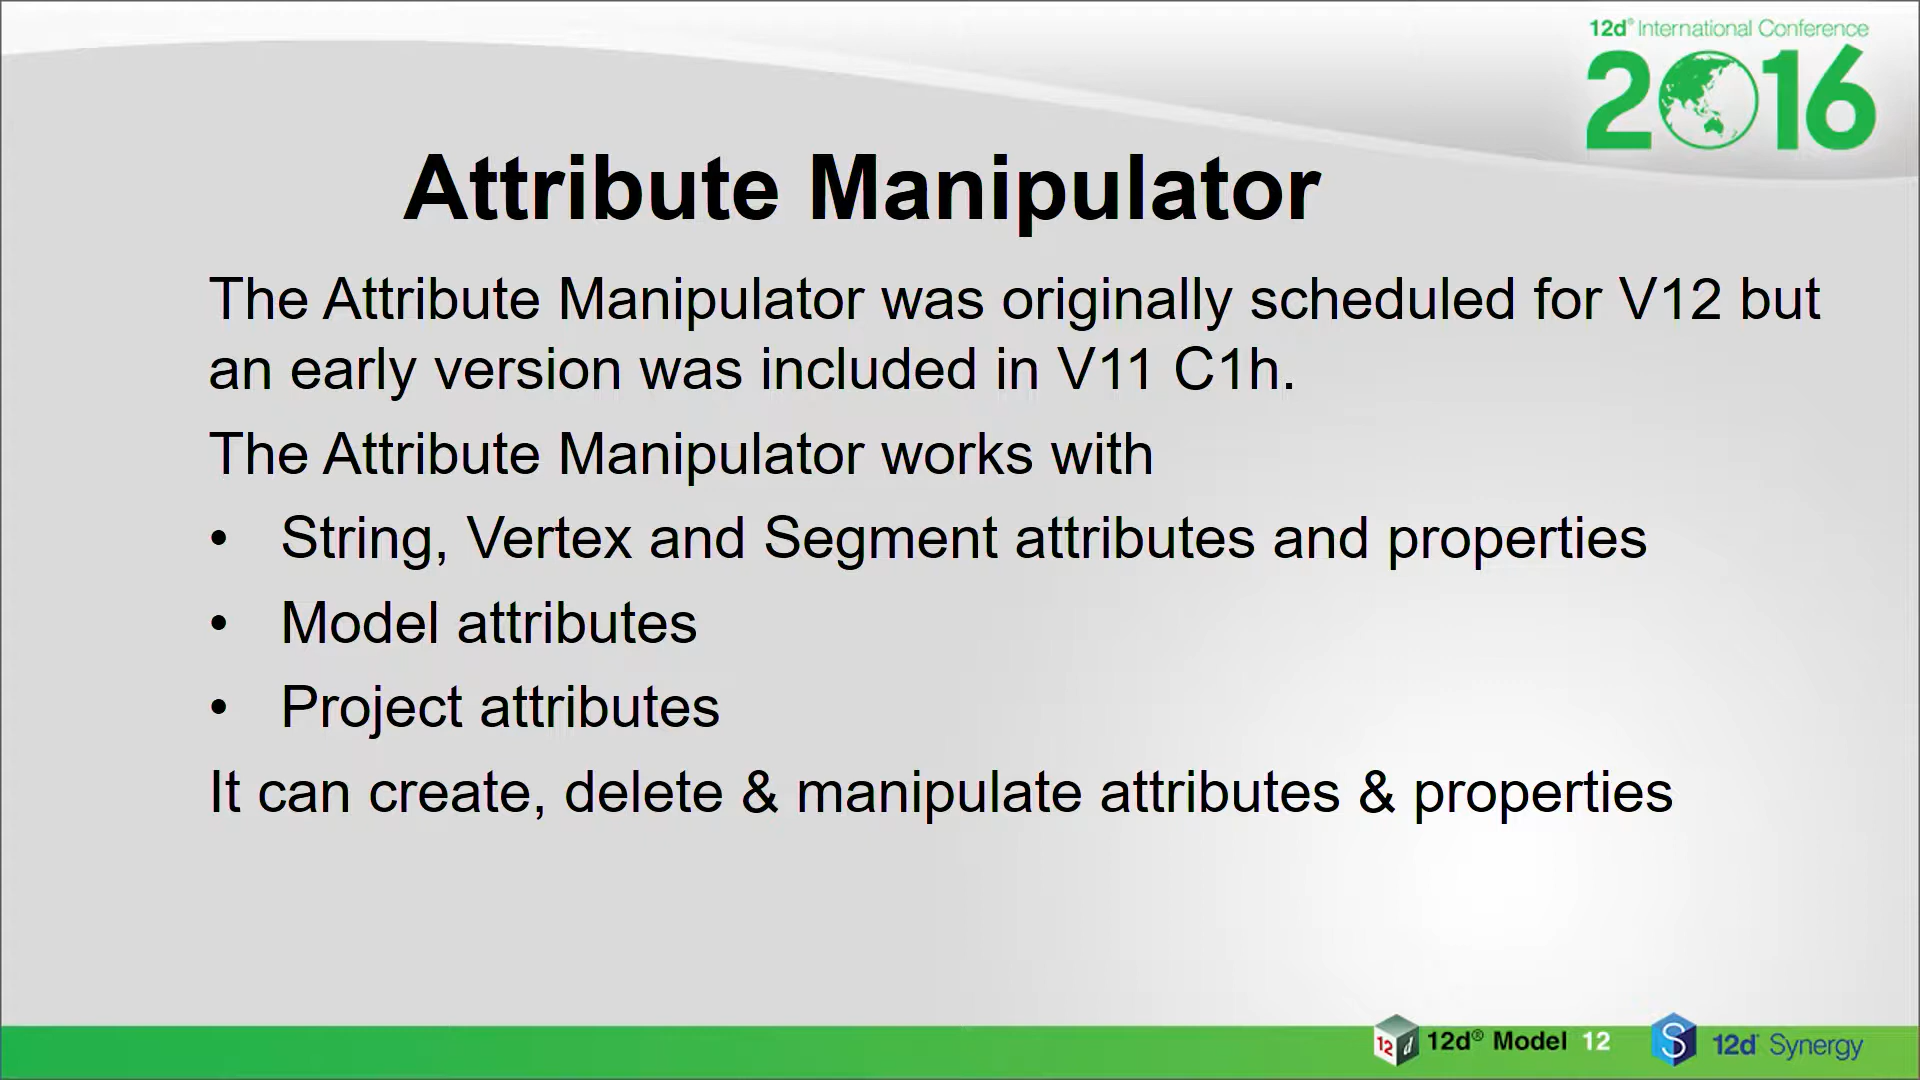 12d® International Conference
2016
Attribute Manipulator
The Attribute Manipulator was originally scheduled for V12 but
an early version was included in V11 C1h.
The Attribute Manipulator works with
• String, Vertex and Segment attributes and properties
• Model attributes
• Project attributes
It can create, delete & manipulate attributes & properties
12 d 12d® Model 12 S 12d® Synergy